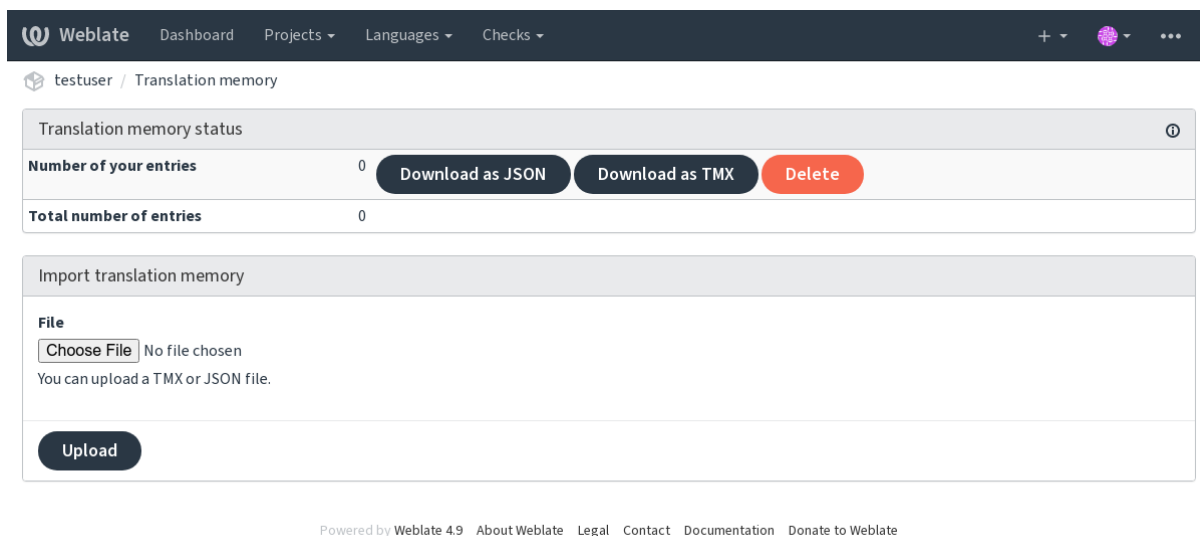 Weblate Dashboard Projects Languages Checks
testuser / Translation memory
Translation memory status
Number of your entries 0 Download as JSON Download as TMX Delete
Total number of entries 0
Import translation memory
File
Choose File No file chosen
You can upload a TMX or JSON file.
Upload
Powered by Weblate 4.9 About Weblate Legal Contact Documentation Donate to Weblate